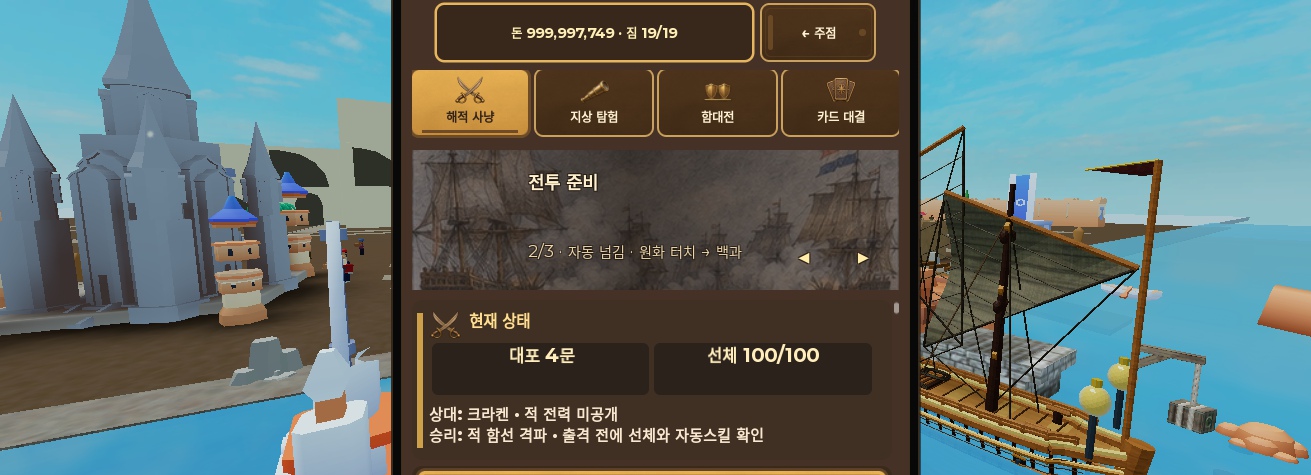 돈 999,997,749 · 짐 19/19
← 주점
해적 사냥
지상 탐험
함대전
카드 대결
전투 준비
2/3 · 자동 넘김 · 원화 터치 → 백과
◀ ▶
현재 상태
대포 4문
선체 100/100
상대: 크라켄 • 적 전력 미공개
승리: 적 함선 격파 • 출격 전에 선체와 자동스킬 확인